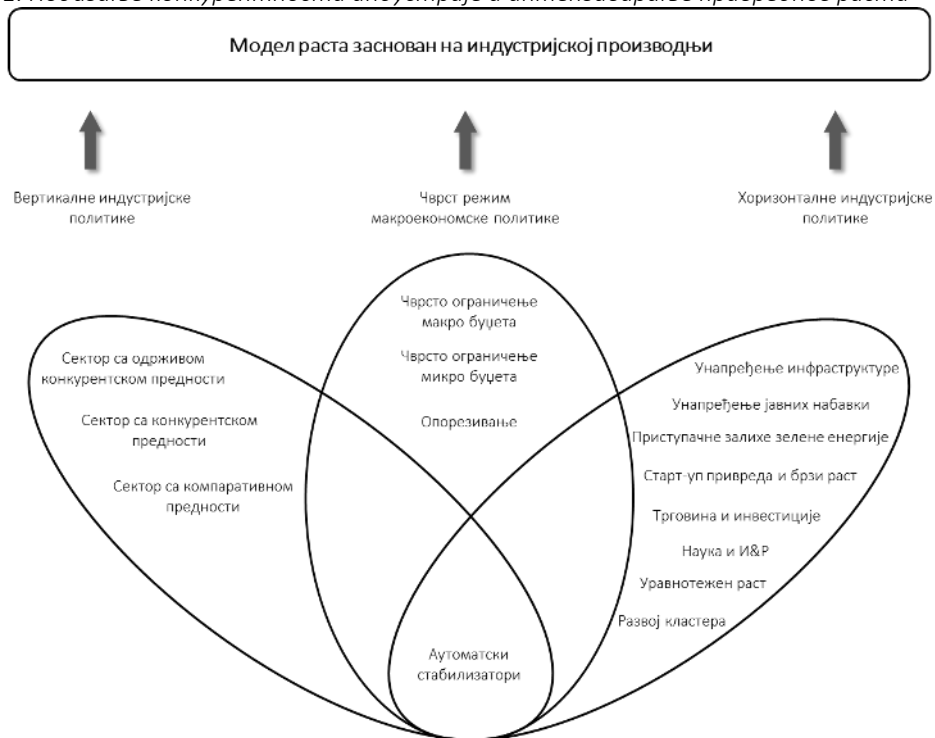 Модел раста заснован на индустријској производњи
Вертикалне индустријске
политике
Чврст режим
макроекономске политике
Хоризонталне индустријске
политике
Сектор са одрживом
конкурентском предности
Сектор са конкурентском
предности
Сектор са компаративном
предности
Чврсто ограничење
макро буџета
Чврсто ограничење
микро буџета
Опорезивање
Унапређење инфраструктуре
Унапређење јавних набавки
Приступачне залихе зелене енергије
Старт-уп привреда и брзи раст
Трговина и инвестиције
Наука и И&Р
Уравнотежен раст
Развој кластера
Аутоматски
стабилизатори